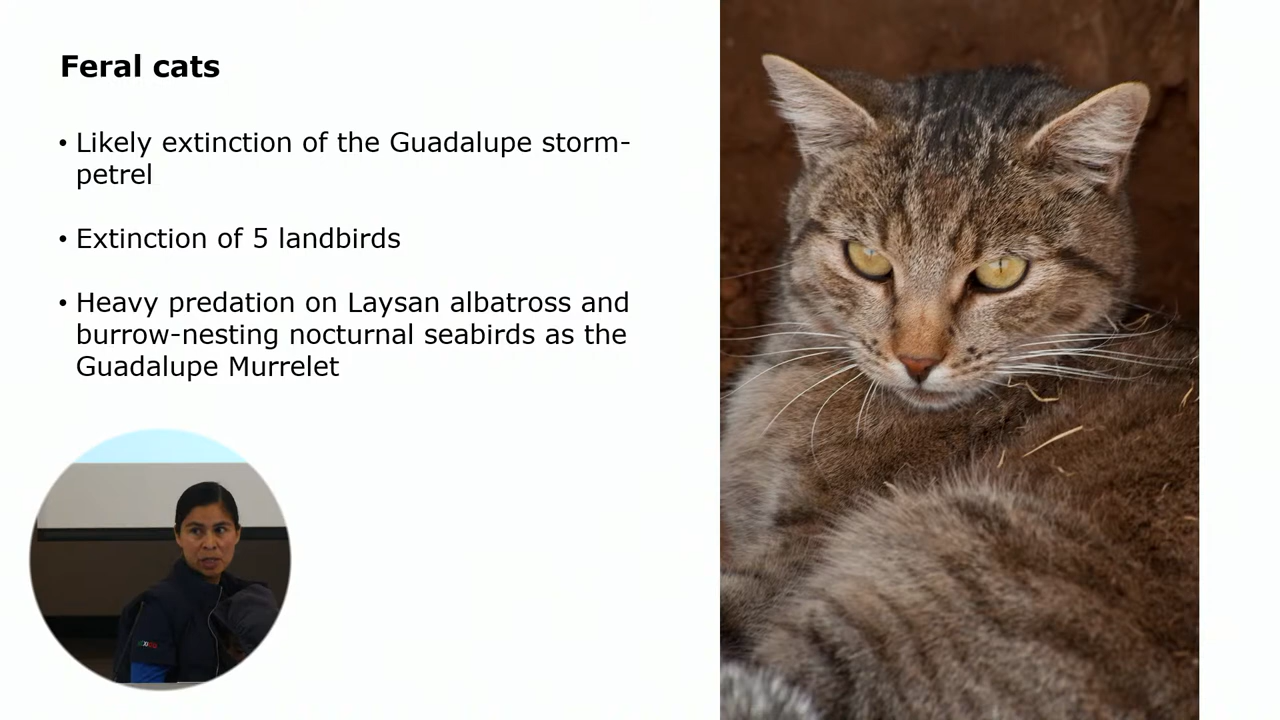 Feral cats
• Likely extinction of the Guadalupe storm-
petrel
• Extinction of 5 landbirds
• Heavy predation on Laysan albatross and
burrow-nesting nocturnal seabirds as the
Guadalupe Murrelet